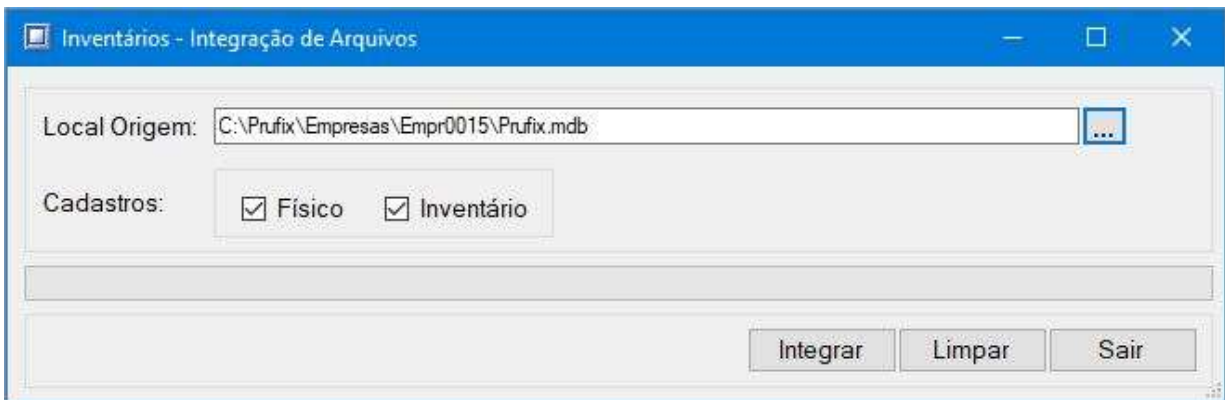 Inventários - Integração de Arquivos
Local Origem: C:\Prufix\Empresas\Empr0015\Prufix.mdb ...
Cadastros: Físico Inventário
Integrar Limpar Sair